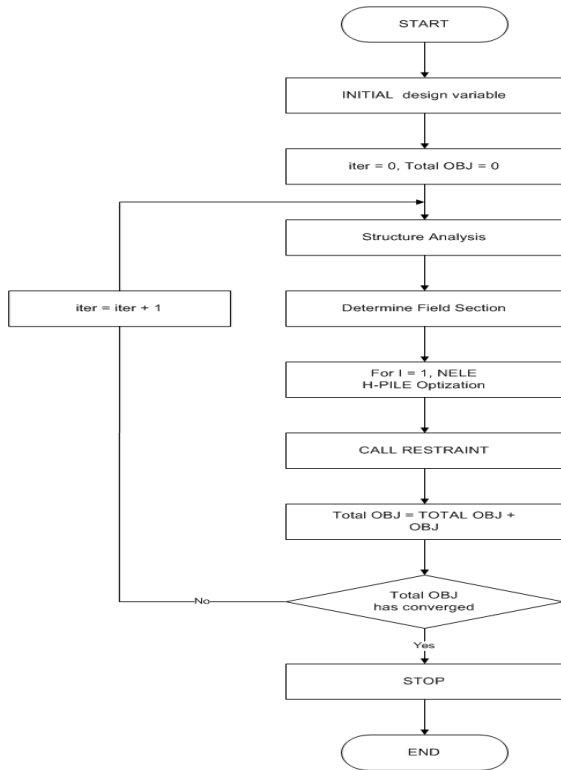 START
INITIAL design variable
iter = 0, Total OBJ = 0
Structure Analysis
iter = iter + 1
Determine Field Section
For I = 1, NELE
H-PILE Optization
CALL RESTRAINT
Total OBJ = TOTAL OBJ +
OBJ
Total OBJ
has converged
No
Yes
STOP
END